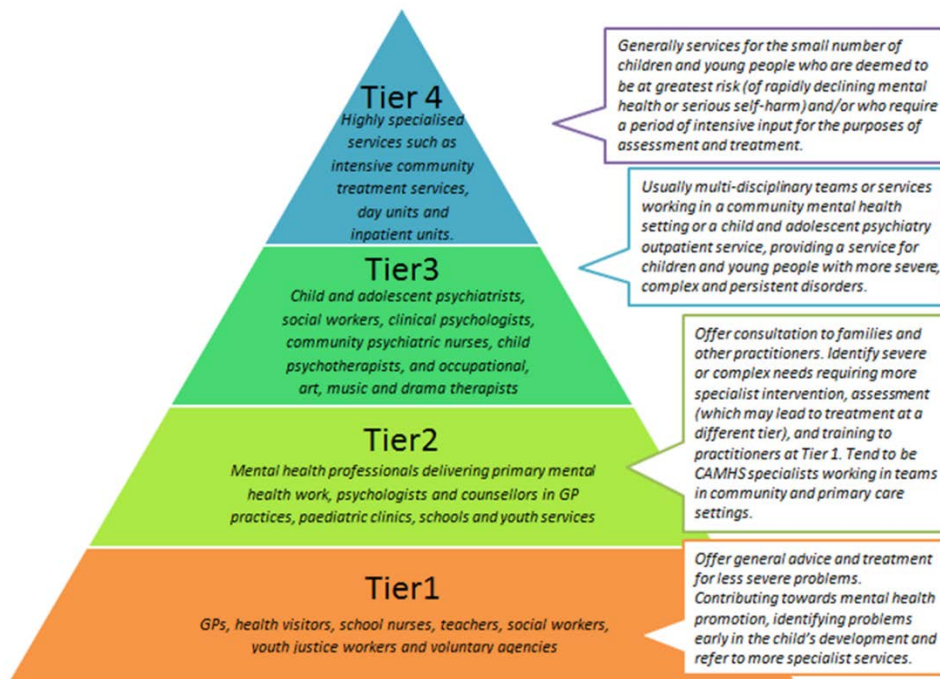 Tier 4
Highly specialised
services such as
intensive community
treatment services,
day units and
inpatient units.
Generally services for the small number of
children and young people who are deemed to
be at greatest risk (of rapidly declining mental
health or serious self-harm) and/or who require
a period of intensive input for the purposes of
assessment and treatment.
Tier3
Child and adolescent psychiatrists,
social workers, clinical psychologists,
community psychiatric nurses, child
psychotherapists, and occupational,
art, music and drama therapists
Usually multi-disciplinary teams or services
working in a community mental health
setting or a child and adolescent psychiatry
outpatient service, providing a service for
children and young people with more severe,
complex and persistent disorders.
Tier2
Mental health professionals delivering primary mental
health work, psychologists and counsellors in GP
practices, paediatric clinics, schools and youth services
Offer consultation to families and
other practitioners. Identify severe
or complex needs requiring more
specialist intervention, assessment
(which may lead to treatment at a
different tier), and training to
practitioners at Tier 1. Tend to be
CAMHS specialists working in teams
in community and primary care
settings.
Tier1
GPs, health visitors, school nurses, teachers, social workers,
youth justice workers and voluntary agencies
Offer general advice and treatment
for less severe problems.
Contributing towards mental health
promotion, identifying problems
early in the child's development and
refer to more specialist services.